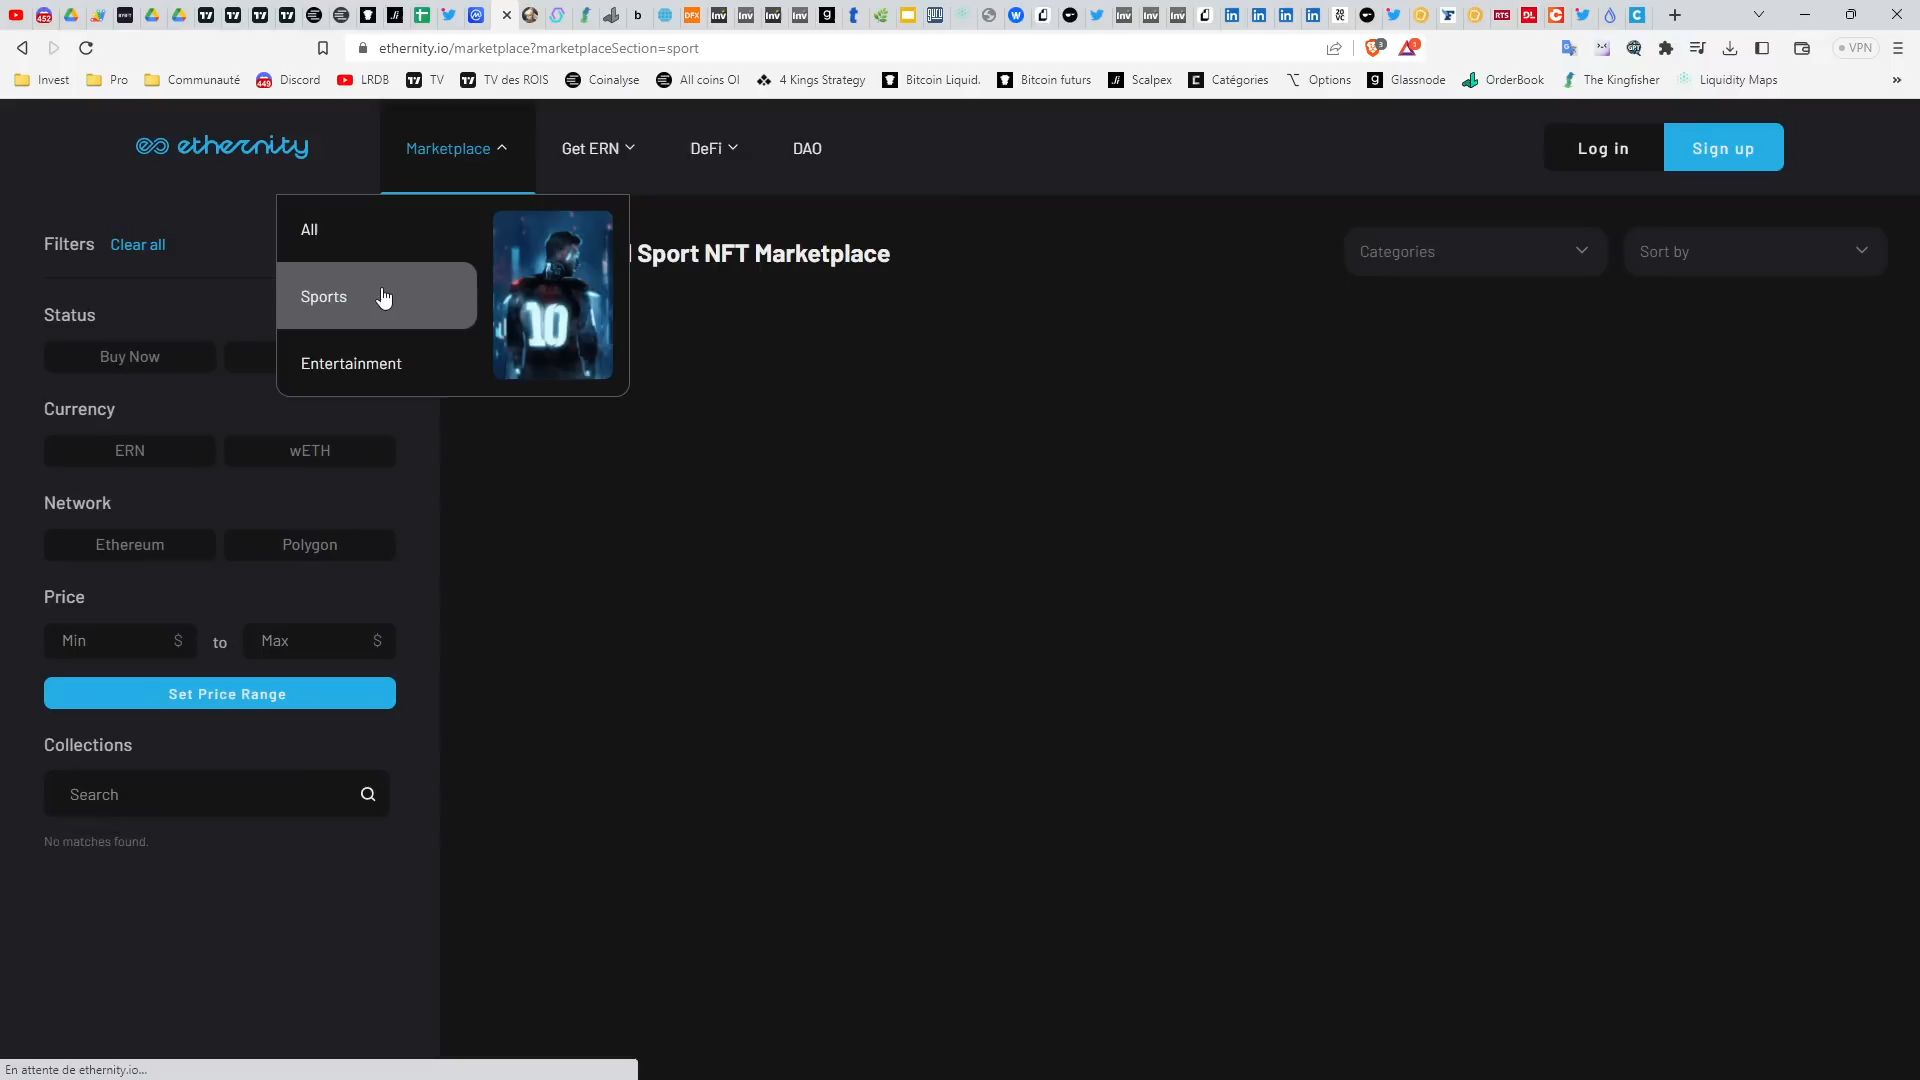 ethernity.io/marketplace?marketplaceSection=sport
VPN
Invest
Pro
Communauté
Discord
LRDB
TV
TV des ROIS
Coinalyse
All coins OI
4 Kings Strategy
Bitcoin Liquid.
Bitcoin futurs
Scalpex
Catégories
Options
Glassnode
OrderBook
The Kingfisher
Liquidity Maps
ethernity
Marketplace
Get ERN
DeFi
DAO
Log in
Sign up
All
Sports
Entertainment
10
Filters
Clear all
Sport NFT Marketplace
Categories
Sort by
Status
Buy Now
Currency
ERN
wETH
Network
Ethereum
Polygon
Price
Min $
to
Max $
Set Price Range
Collections
Search
No matches found.
En attente de ethernity.io...